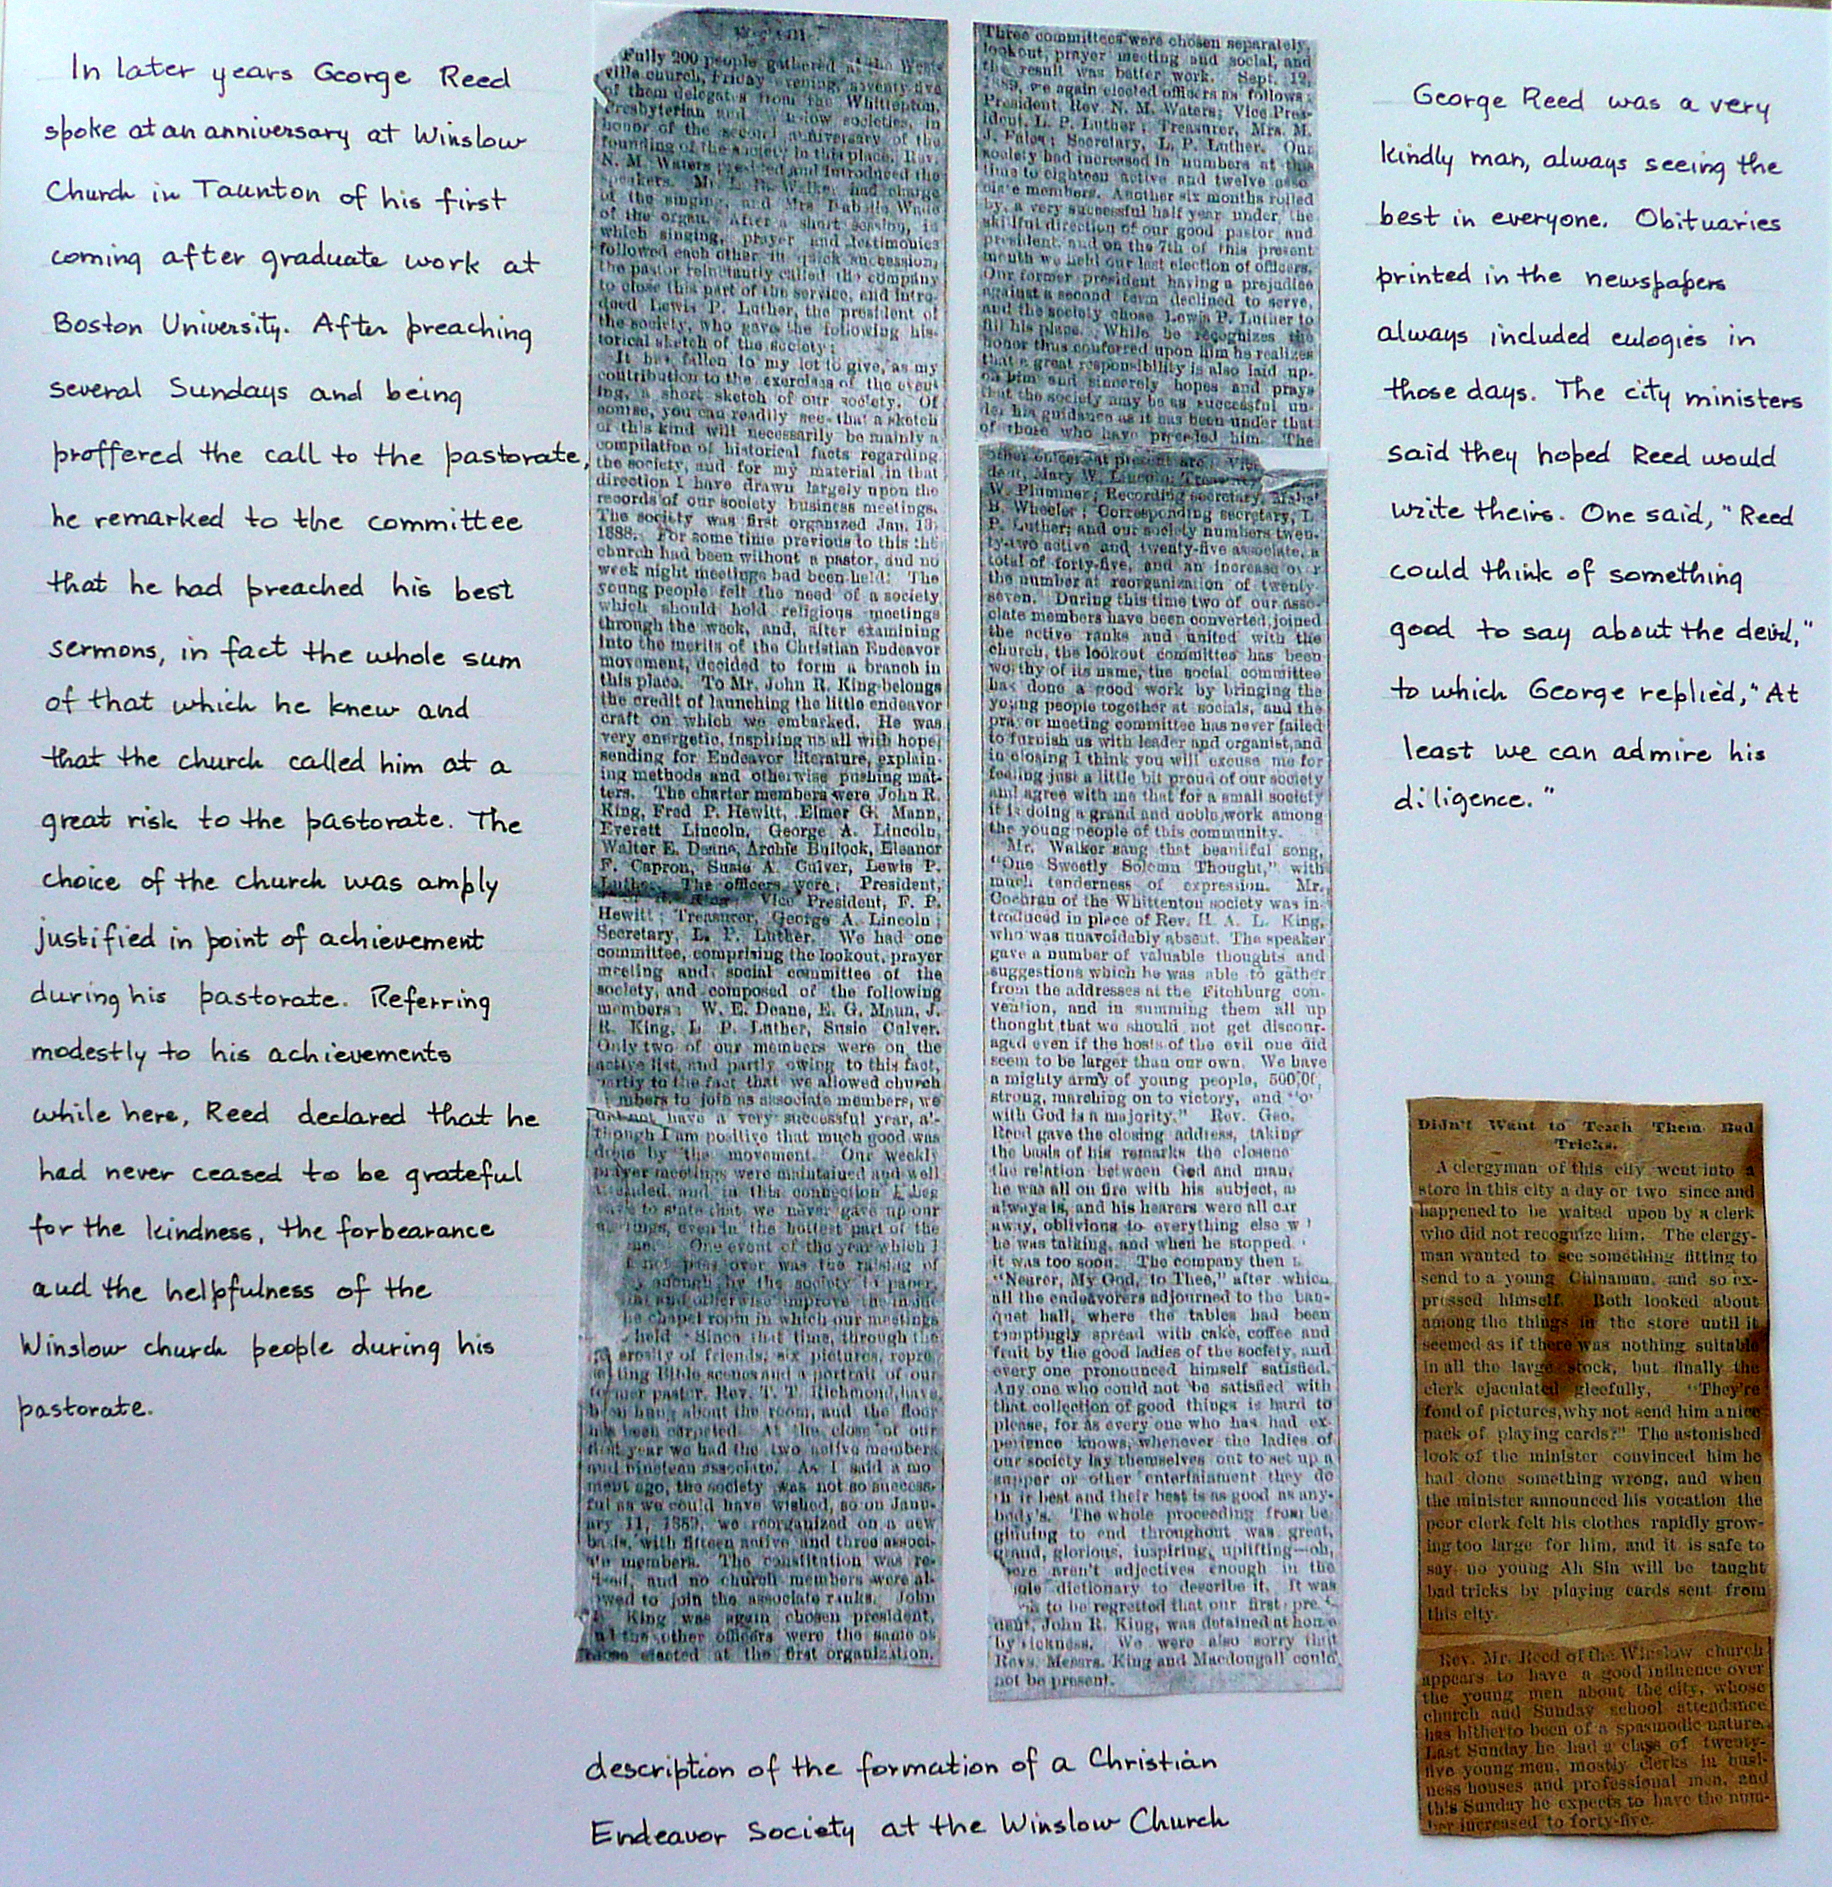 In later years George Reed
spoke at an anniversary at Winslow
Church in Taunton of his first
coming after graduate work at
Boston University. After preaching
several Sundays and being
proffered the call to the pastorate,
he remarked to the committee
that he had preached his best
sermons, in fact the whole sum
of that which he knew and
that the church called him at a
great risk to the pastorate. The
choice of the church was amply
justified in point of achievement
during his pastorate. Referring
modestly to his achievements
while here, Reed declared that he
had never ceased to be grateful
for the kindness, the forbearance
and the helpfulness of the
Winslow church people during his
pastorate.
Fully 200 people gathered at the West-
ville church, Friday evening, seventy five
of them delegates from the Whittenton,
Presbyterian and Winslow societies, in
honor of the second anniversary of the
founding of the society in this place. Rev.
N. M. Waters presided and introduced the
speakers. Mr. L. B. Walker had charge
of the singing, and Mrs. Wade
of the organ. After a short session, in
which singing, prayer and testimonies
followed each other in quick succession,
the pastor reluctantly called the company
to close this part of the service, and intro-
duced Lewis P. Luther, the president of
the society, who gave the following his-
torical sketch of the society:
It has fallen to my lot to give, as my
contribution to the exercises of the even-
ing, a short sketch of our society. Of
course, you can readily see that a sketch
of this kind will necessarily be mainly a
compilation of historical facts regarding
the society, and for my material in that
direction I have drawn largely upon the
records of our society business meetings.
The society was first organized Jan. 13,
1888. For some time previous to this the
church had been without a pastor, and no
week night meetings had been held. The
young people felt the need of a society
which should hold religious meetings
through the week, and, after examining
into the merits of the Christian Endeavor
movement, decided to form a branch in
this place. To Mr. John R. King belongs
the credit of launching the little endeavor
craft on which we embarked. He was
very energetic, inspiring us all with hope,
sending for Endeavor literature, explain-
ing methods and otherwise pushing mat-
ters. The charter members were John R.
King, Fred P. Hewitt, Elmer G. Mann,
Everett Lincoln, George A. Lincoln,
Walter E. Deane, Archie Bullock, Eleanor
F. Capron, Susie A. Culver, Lewis P.
Luther. The officers were: President,
King; Vice President, F. P.
Hewitt; Treasurer, George A. Lincoln;
Secretary, L. P. Luther. We had one
committee, comprising the lookout, prayer
meeting and social committee of the
society, and composed of the following
members: W. E. Deane, E. G. Mann, J.
R. King, L. P. Luther, Susie Culver.
Only two of our members were on the
active list, and partly owing to this fact,
partly to the fact that we allowed church
members to join as associate members, we
did not have a very successful year, al-
though I am positive that much good was
done by the movement. Our weekly
prayer meetings were maintained and well
attended, and in this connection I beg
to state that we never gave up our
meetings, even in the hottest part of the
One event of the year which I
pass over was the raising of
enough by the society to paper,
and otherwise improve the inside
the chapel room in which our meetings
held. Since that time, through the
generosity of friends, six pictures, repre-
senting Bible scenes and a portrait of our
former pastor, Rev. T. T. Richmond, have
been hung about the room, and the floor
has been carpeted. At the close of our
first year we had the two active members
and nineteen associate. As I said a mo-
ment ago, the society was not so success-
ful as we could have wished, so on Janu-
ary 11, 1889, we reorganized on a new
basis, with fifteen active and three associ-
ate members. The constitution was re-
and no church members were al-
lowed to join the associate ranks. John
R. King was again chosen president,
and the other officers were the same as
those elected at the first organization.
Three committees were chosen separately,
lookout, prayer meeting and social, and
the result was better work. Sept. 12,
1889, we again elected officers as follows:
President, Rev. N. M. Waters; Vice Pres-
ident, L. P. Luther; Treasurer, Mrs. M.
J. Fales; Secretary, L. P. Luther. Our
society had increased in numbers at this
time to eighteen active and twelve asso-
ciate members. Another six months rolled
by, a very successful half year under the
skillful direction of our good pastor and
president, and on the 7th of this present
month we held our last election of officers.
Our former president having a prejudice
against a second term declined to serve,
and the society chose Lewis P. Luther to
fill his place. While he recognizes the
honor thus conferred upon him he realizes
that a great responsibility is also laid up-
on him and sincerely hopes and prays
that the society may be as successful un-
der his guidance as it has been under that
of those who have preceded him. The
other officers at present are: Vice
dent, Mary W. Lincoln; Treasurer,
W. Plummer; Recording secretary,
B. Wheeler; Corresponding secretary, L.
P. Luther; and our society numbers twen-
ty-two active and twenty-five associate, a
total of forty-five, and an increase over
the number at reorganization of twenty-
seven. During this time two of our asso-
ciate members have been converted, joined
the active ranks and united with the
church, the lookout committee has been
worthy of its name, the social committee
has done a good work by bringing the
young people together at socials, and the
prayer meeting committee has never failed
to furnish us with leader and organist, and
in closing I think you will excuse me for
feeling just a little bit proud of our society
and agree with me that for a small society
it is doing a grand and noble work among
the young people of this community.
Mr. Walker sang that beautiful song,
"One Sweetly Solemn Thought," with
much tenderness of expression. Mr.
Cochran of the Whittenton society was in-
troduced in place of Rev. H. A. L. King,
who was unavoidably absent. The speaker
gave a number of valuable thoughts and
suggestions which he was able to gather
from the addresses at the Fitchburg con-
vention, and in summing them all up
thought that we should not get discour-
aged even if the hosts of the evil one did
seem to be larger than our own. We have
a mighty army of young people,
strong, marching on to victory, and
with God is a majority." Rev. Geo.
Reed gave the closing address, taking
the basis of his remarks the closene
the relation between God and man,
he was all on fire with his subject, as
always is, and his hearers were all car
away, oblivious to everything else w
he was talking, and when he stopped
it was too soon. The company then
"Nearer, My God, to Thee," after which
all the endeavorers adjourned to the ban-
quet hall, where the tables had been
temptingly spread with cake, coffee and
fruit by the good ladies of the society, and
every one pronounced himself satisfied.
Any one who could not be satisfied with
that collection of good things is hard to
please, for as every one who has had ex-
perience knows, whenever the ladies of
our society lay themselves out to set up a
supper or other entertainment they do
their best and their best is as good as any-
body's. The whole proceeding from be-
ginning to end throughout was great,
grand, glorious, inspiring, uplifting—oh,
there aren't adjectives enough in the
whole dictionary to describe it. It was
to be regretted that our first pres-
ident, John R. King, was detained at home
by sickness. We were also sorry that
Revs. Messrs. King and Macdougall could
not be present.
description of the formation of a Christian
Endeavor Society at the Winslow Church
George Reed was a very
kindly man, always seeing the
best in everyone. Obituaries
printed in the newspapers
always included eulogies in
those days. The city ministers
said they hoped Reed would
write theirs. One said, "Reed
could think of something
good to say about the devil,"
to which George replied, "At
least we can admire his
diligence."
Didn't Want to Teach Them Bad
Tricks.
A clergyman of this city went into a
store in this city a day or two since and
happened to be waited upon by a clerk
who did not recognize him. The clergy-
man wanted to see something fitting to
send to a young Chinaman, and so ex-
pressed himself. Both looked about
among the things in the store until it
seemed as if there was nothing suitable
in all the large stock, but finally the
clerk ejaculated gleefully, "They're
fond of pictures, why not send him a nice
pack of playing cards?" The astonished
look of the minister convinced him he
had done something wrong, and when
the minister announced his vocation the
poor clerk felt his clothes rapidly grow-
ing too large for him, and it is safe to
say no young Ah Sin will be taught
bad tricks by playing cards sent from
this city.
Rev. Mr. Reed of the Winslow church
appears to have a good influence over
the young men about the city, whose
church and Sunday school attendance
has hitherto been of a spasmodic nature.
Last Sunday he had a class of twenty-
five young men, mostly clerks in busi-
ness houses and professional men, and
this Sunday he expects to have the num-
ber increased to forty-five.